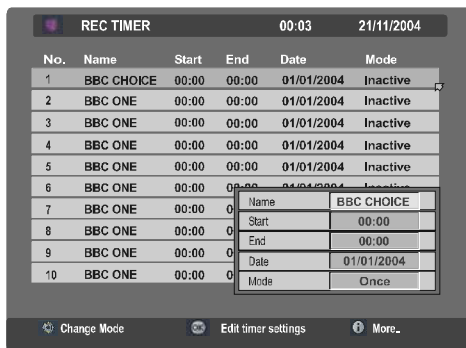 REC TIMER 00:03 21/11/2004
No. Name Start End Date Mode
1 BBC CHOICE 00:00 00:00 01/01/2004 Inactive
2 BBC ONE 00:00 00:00 01/01/2004 Inactive
3 BBC ONE 00:00 00:00 01/01/2004 Inactive
4 BBC ONE 00:00 00:00 01/01/2004 Inactive
5 BBC ONE 00:00 00:00 01/01/2004 Inactive
6 BBC ONE 00:00
7 BBC ONE 00:00
8 BBC ONE 00:00
9 BBC ONE 00:00
10 BBC ONE 00:00
Name BBC CHOICE
Start 00:00
End 00:00
Date 01/01/2004
Mode Once
Change Mode OK Edit timer settings i More...